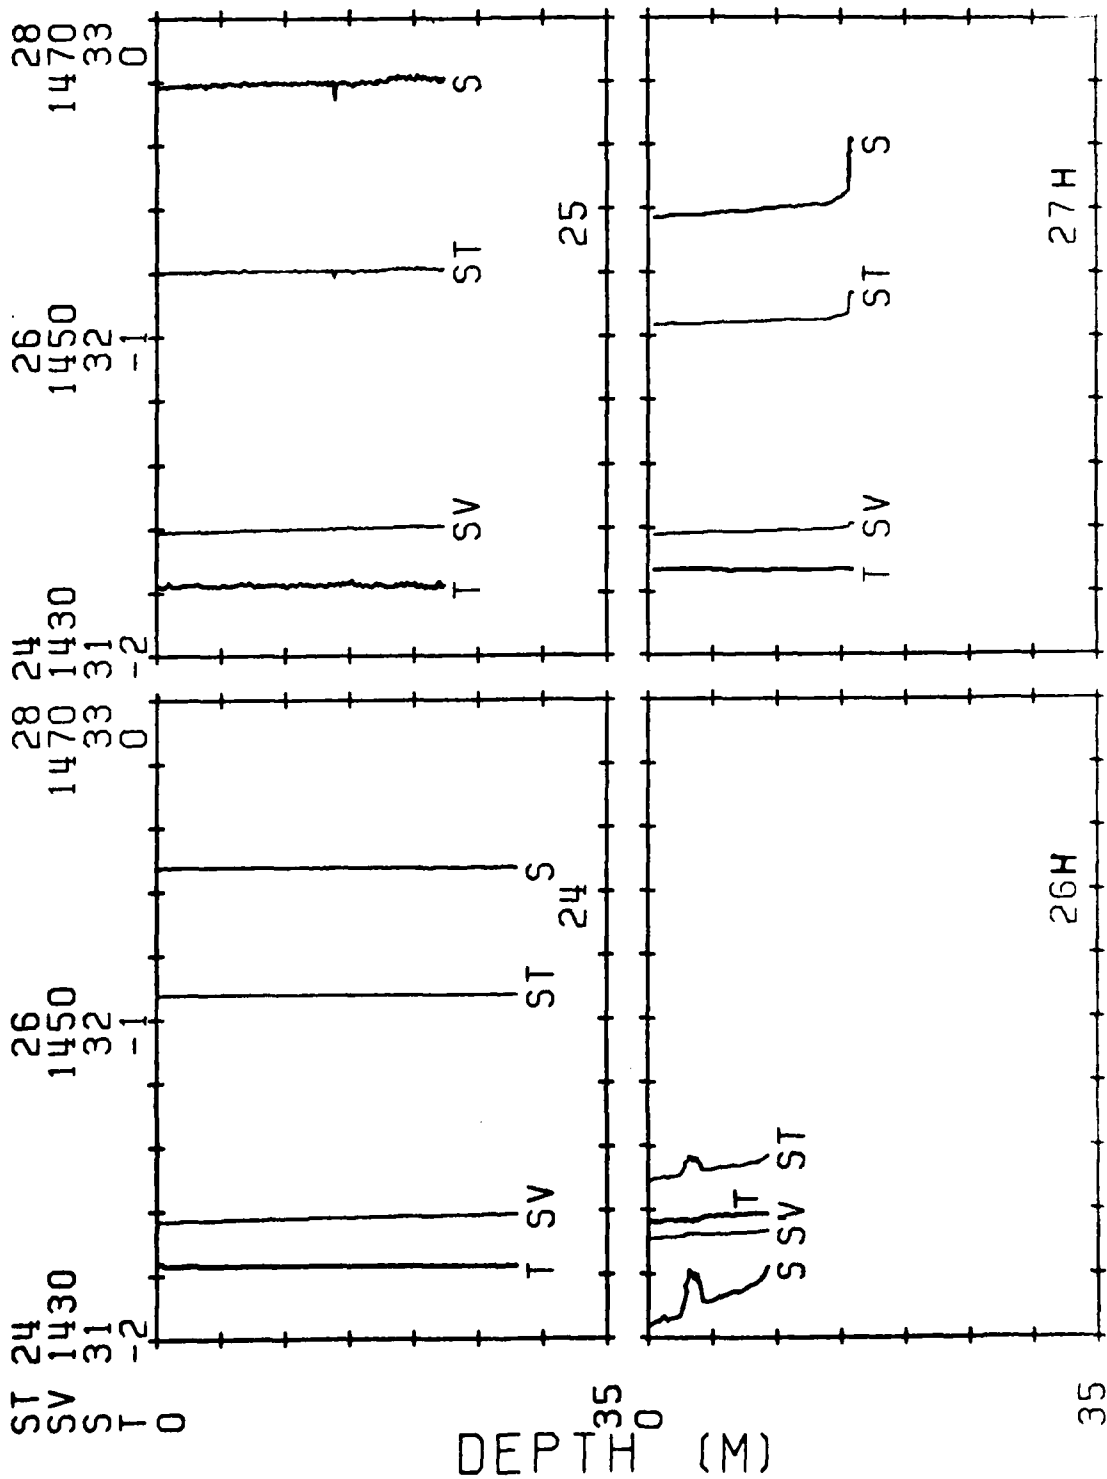 ST 24 26 28 24 26 28
SV 1430 1450 1470 1430 1450 1470
S 31 32 33 31 32 33
T -2 -1 0 -2 -1 0
0
T SV ST S
24
T SV ST S
25
35
0
S SV T ST
26H
T SV ST S
27H
35
DEPTH (M)